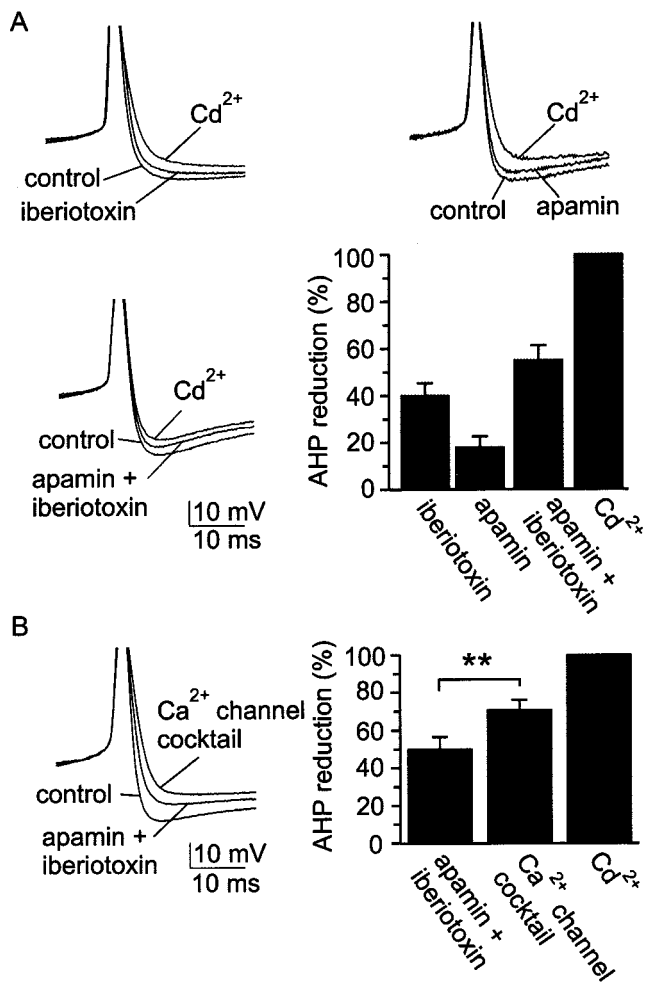 A
Cd2+
control
iberiotoxin
Cd2+
control
apamin
Cd2+
control
apamin +
iberiotoxin
10 mV
10 ms
AHP reduction (%)
100
80
60
40
20
0
iberiotoxin
apamin
apamin +
iberiotoxin
Cd2+
B
Ca2+ channel
cocktail
control
apamin +
iberiotoxin
10 mV
10 ms
AHP reduction (%)
100
80
60
40
20
0
**
apamin +
iberiotoxin
Ca2+ channel
cocktail
Cd2+